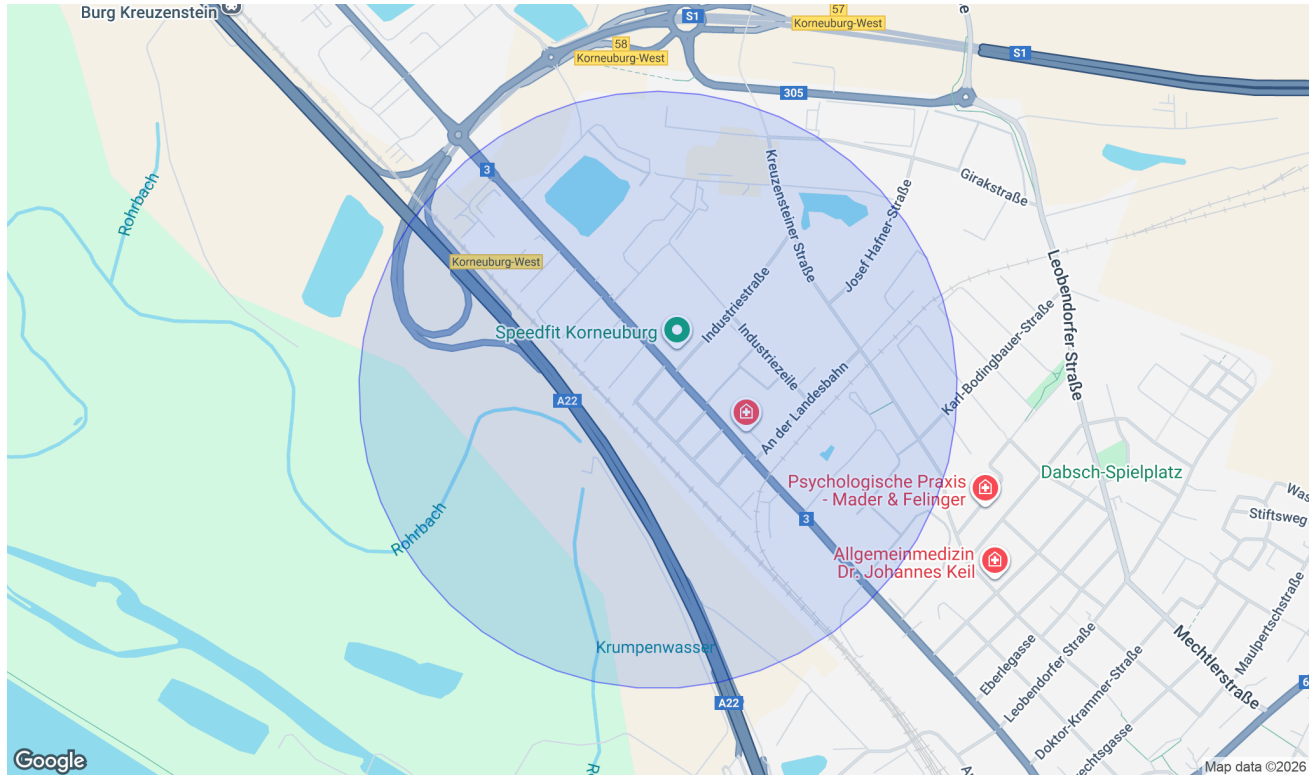 Burg Kreuzenstein
57
Korneuburg-West
S1
58
Korneuburg-West
S1
305
3
Rohrbach
Kreuzensteiner Straße
Girakstraße
Josef Hafner-Straße
Korneuburg-West
Leobendorfer Straße
Industriestraße
Speedfit Korneuburg
Industriezeile
Karl-Bodingbauer-Straße
A22
An der Landesbahn
Dabsch-Spielplatz
Psychologische Praxis
- Mader & Felinger
Stiftsweg
Rohrbach
3
Allgemeinmedizin
Dr. Johannes Keil
Krumpenwasser
Eberlegasse
Leobendorfer Straße
Mechtlerstraße
Maulpertschstraße
Doktor-Krammer-Straße
A22
6
Google
Map data ©2026